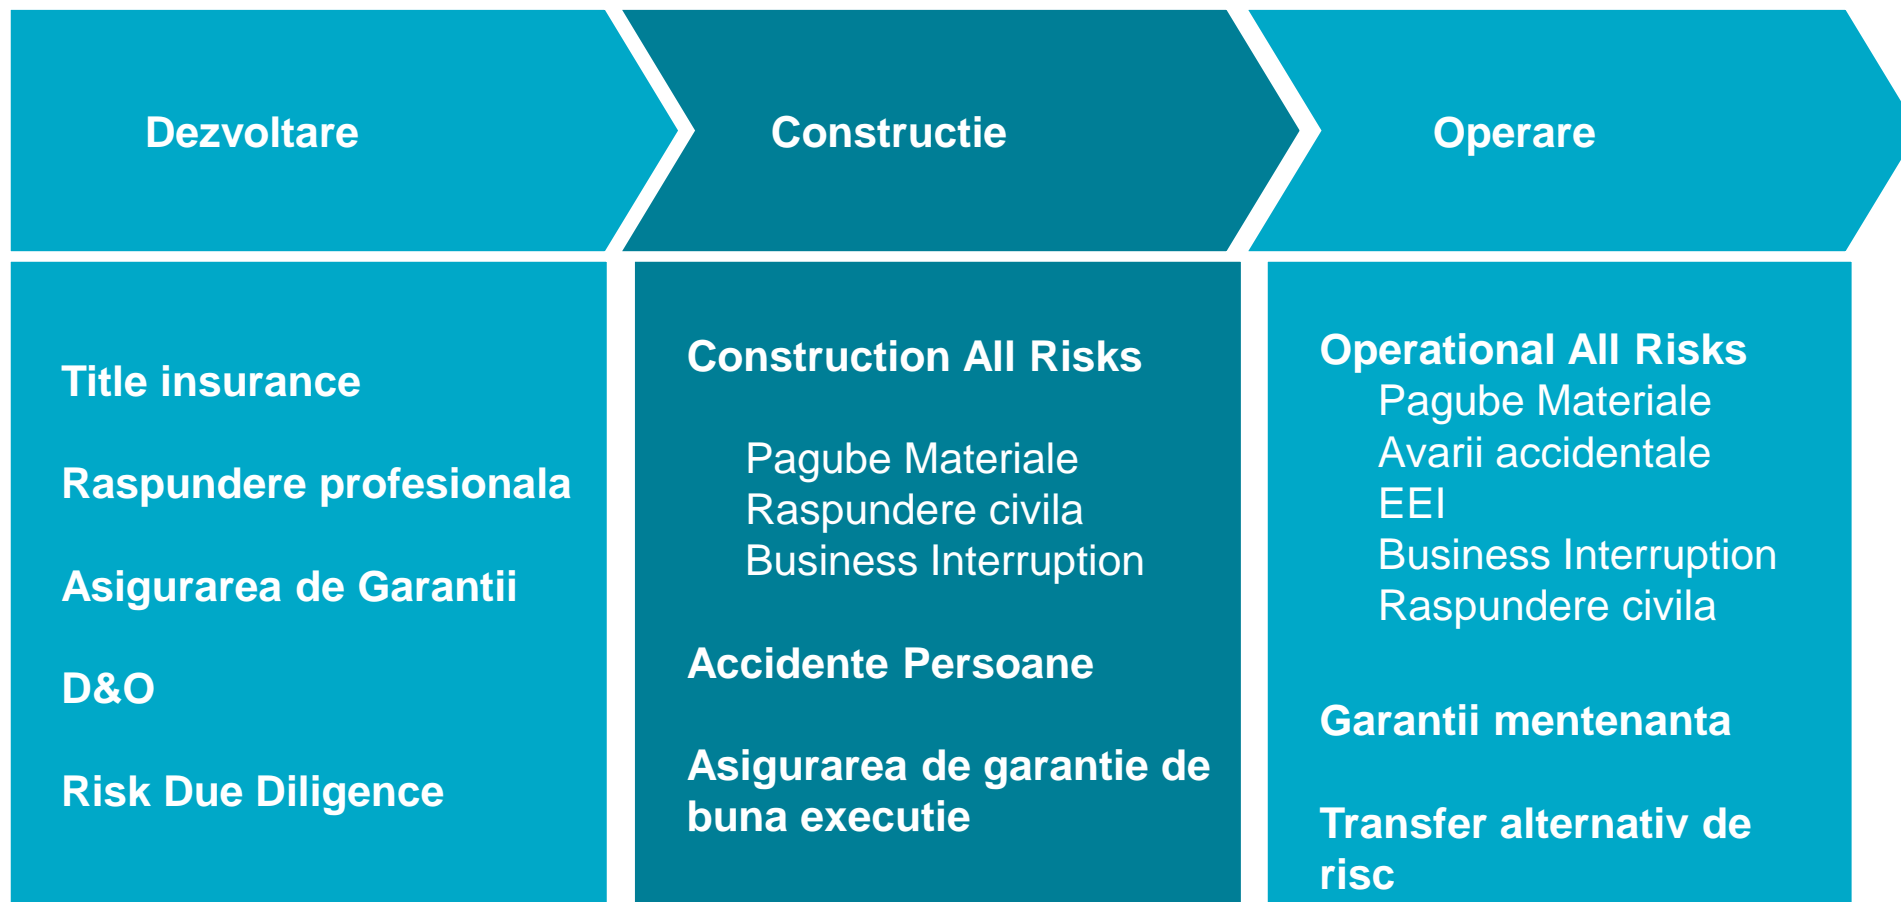 Dezvoltare
Constructie
Operare
Title insurance
Raspundere profesionala
Asigurarea de Garantii
D&O
Risk Due Diligence
Construction All Risks
Pagube Materiale
Raspundere civila
Business Interruption
Accidente Persoane
Asigurarea de garantie de
buna executie
Operational All Risks
Pagube Materiale
Avarii accidentale
EEI
Business Interruption
Raspundere civila
Garantii mentenanta
Transfer alternativ de
risc